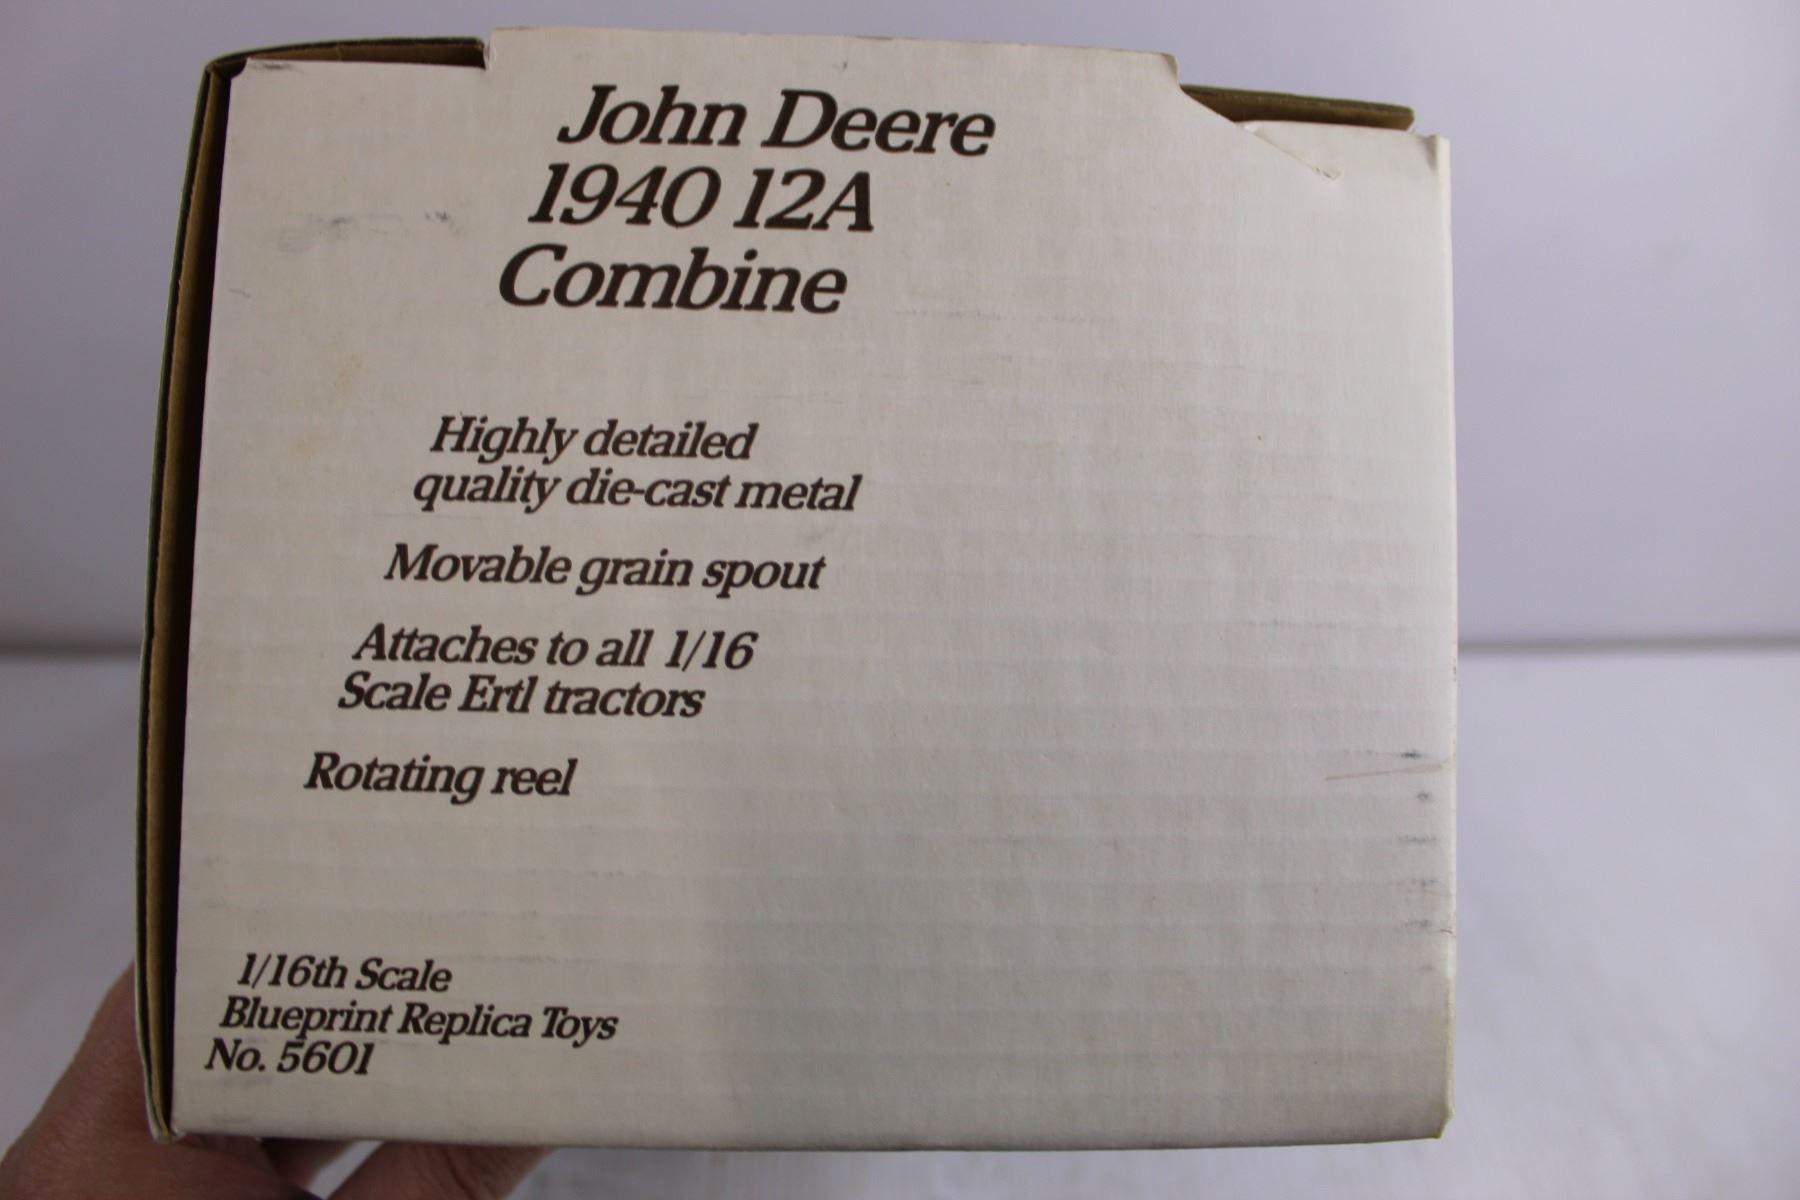 John Deere
1940 12A
Combine
Highly detailed
quality die-cast metal
Movable grain spout
Attaches to all 1/16
Scale Ertl tractors
Rotating reel
1/16th Scale
Blueprint Replica Toys
No. 5601